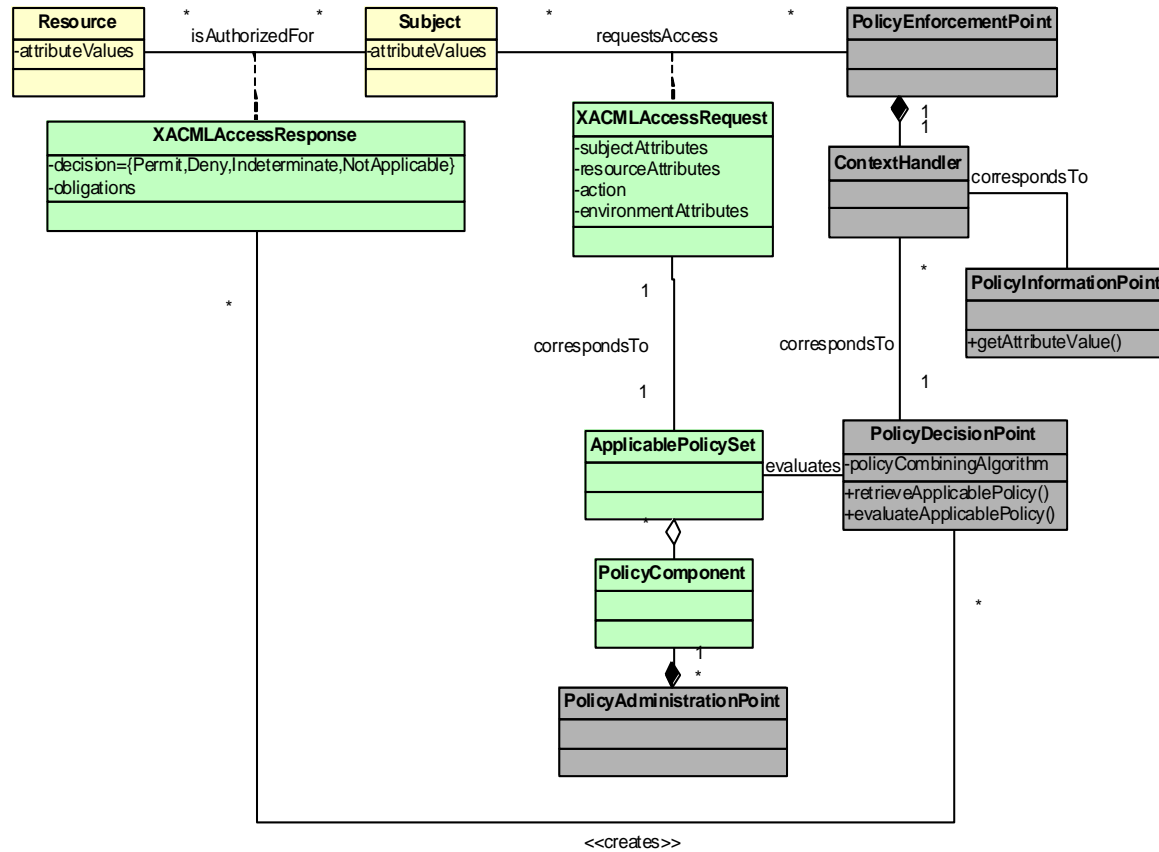 * * * *
Resource Subject PolicyEnforcementPoint
isAuthorizedFor requestsAccess
-attributeValues -attributeValues
1
XACMLAccessResponse
-decision={Permit,Deny,Indeterminate,NotApplicable}
-obligations
XACMLAccessRequest
-subjectAttributes
-resourceAttributes
-action
-environmentAttributes
1
ContextHandler
correspondsTo
*
PolicyInformationPoint
+getAttributeValue()
*
1
correspondsTo
1
correspondsTo
1
ApplicablePolicySet
evaluates
PolicyDecisionPoint
-policyCombiningAlgorithm
+retrieveApplicablePolicy()
+evaluateApplicablePolicy()
*
PolicyComponent
*
1
*
PolicyAdministrationPoint
<<creates>>